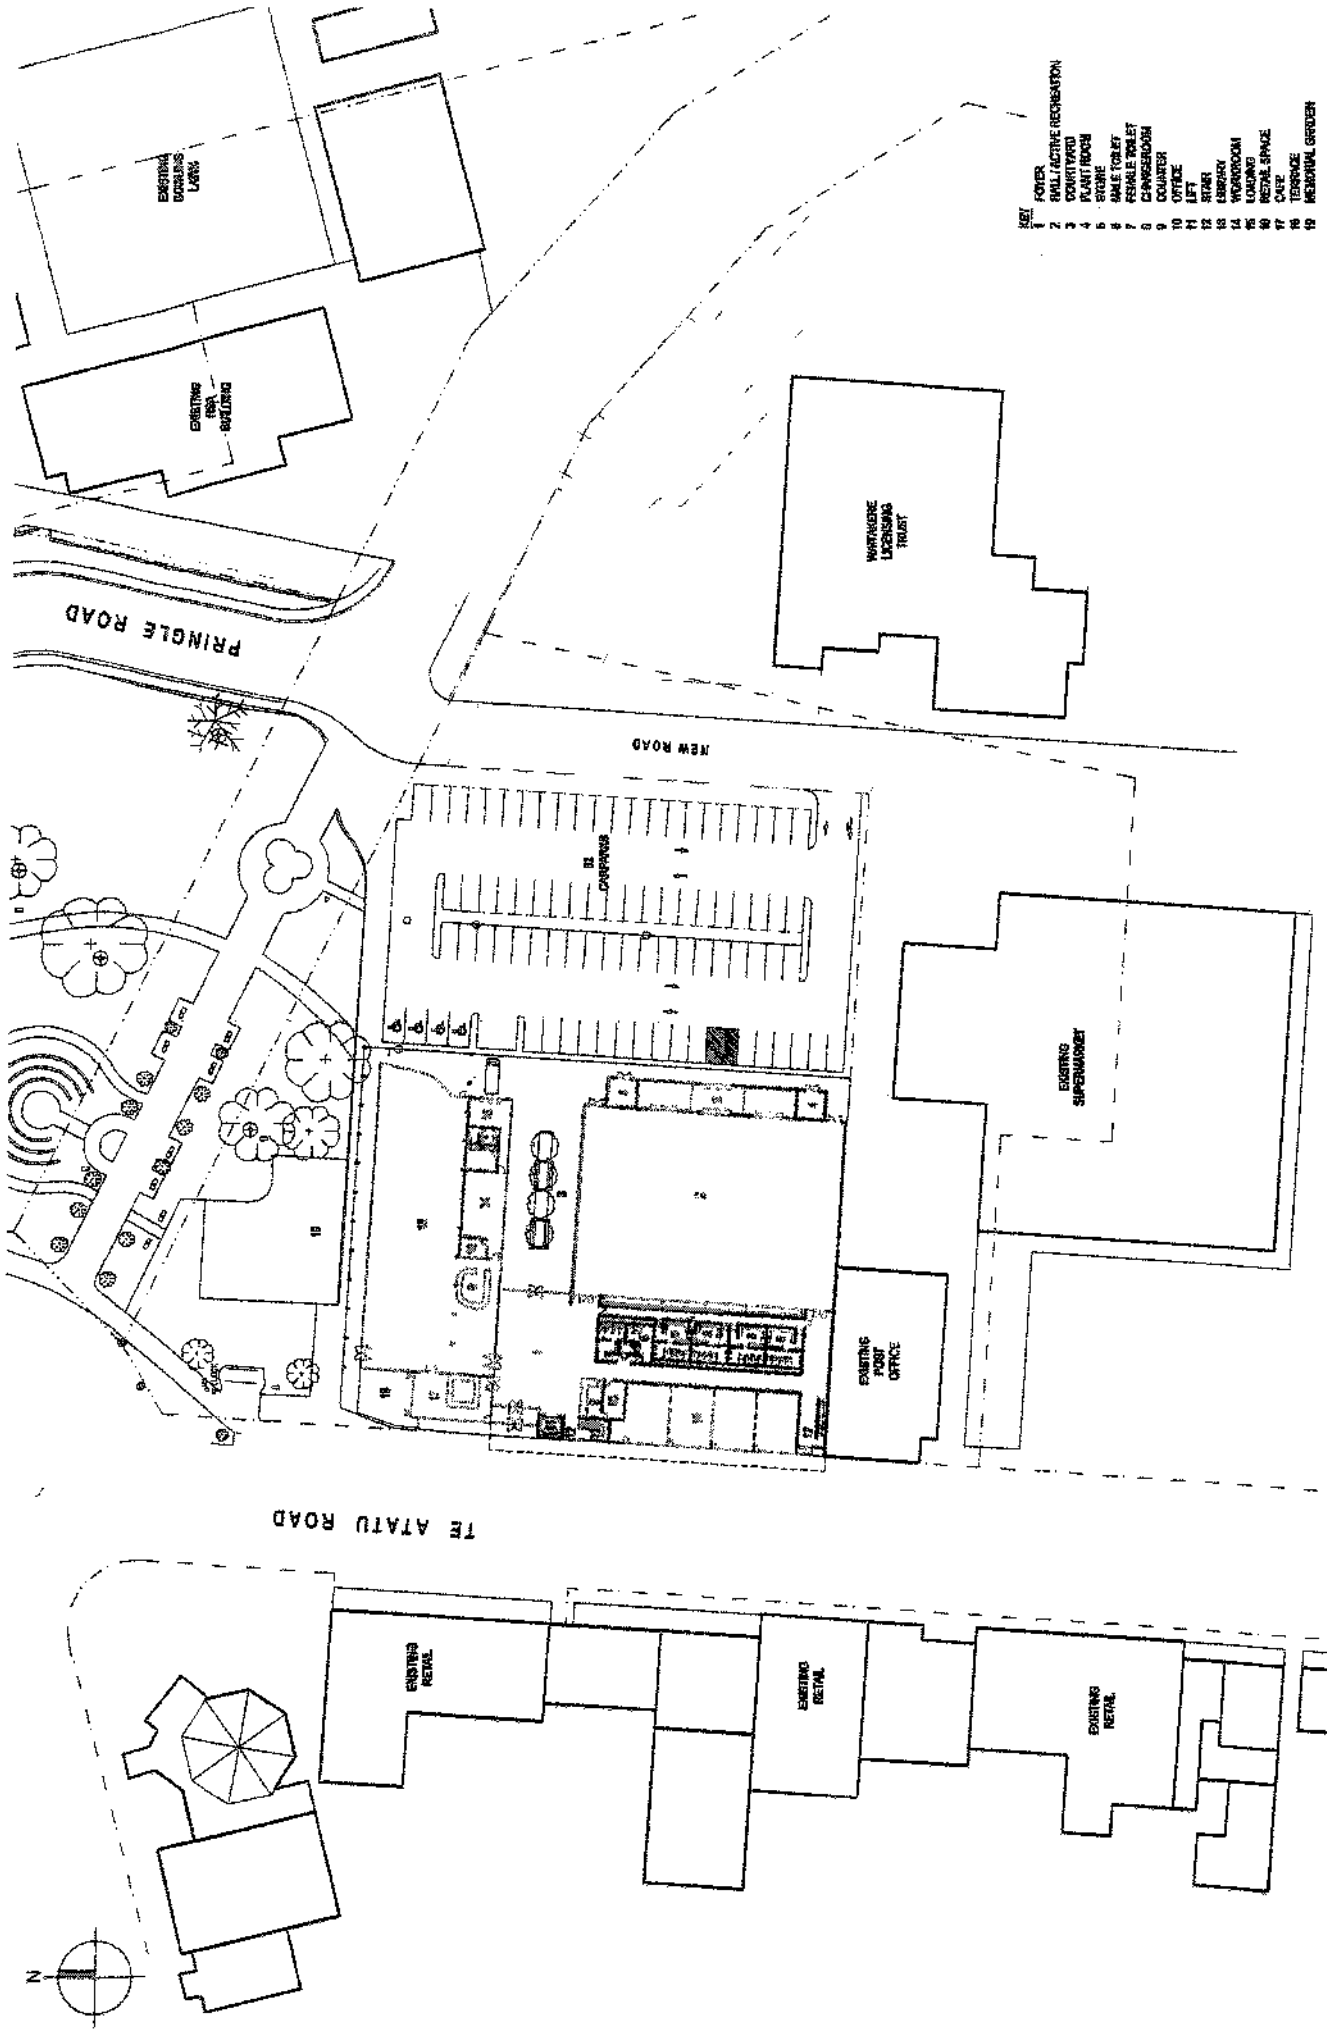 EXISTING
BOWLING
LAWN
EXISTING
RSA
BUILDING
PRINGLE ROAD
KEY
1 FOYER
2 HALL/ACTIVE RECREATION
3 COURTYARD
4 PLANT ROOM
5 STORE
6 MALE TOILET
7 FEMALE TOILET
8 CHANGEROOM
9 COUNTER
10 OFFICE
11 LIFT
12 STAIR
13 LIBRARY
14 WORKROOM
15 LOADING
16 RETAIL SPACE
17 CAFE
18 TERRACE
19 MEMORIAL GARDEN
WAITAKERE
LICENSING
TRUST
NEW ROAD
CARPARKS
EXISTING
SUPERMARKET
EXISTING
POST
OFFICE
TE ATATU ROAD
EXISTING
RETAIL
EXISTING
RETAIL
EXISTING
RETAIL
N